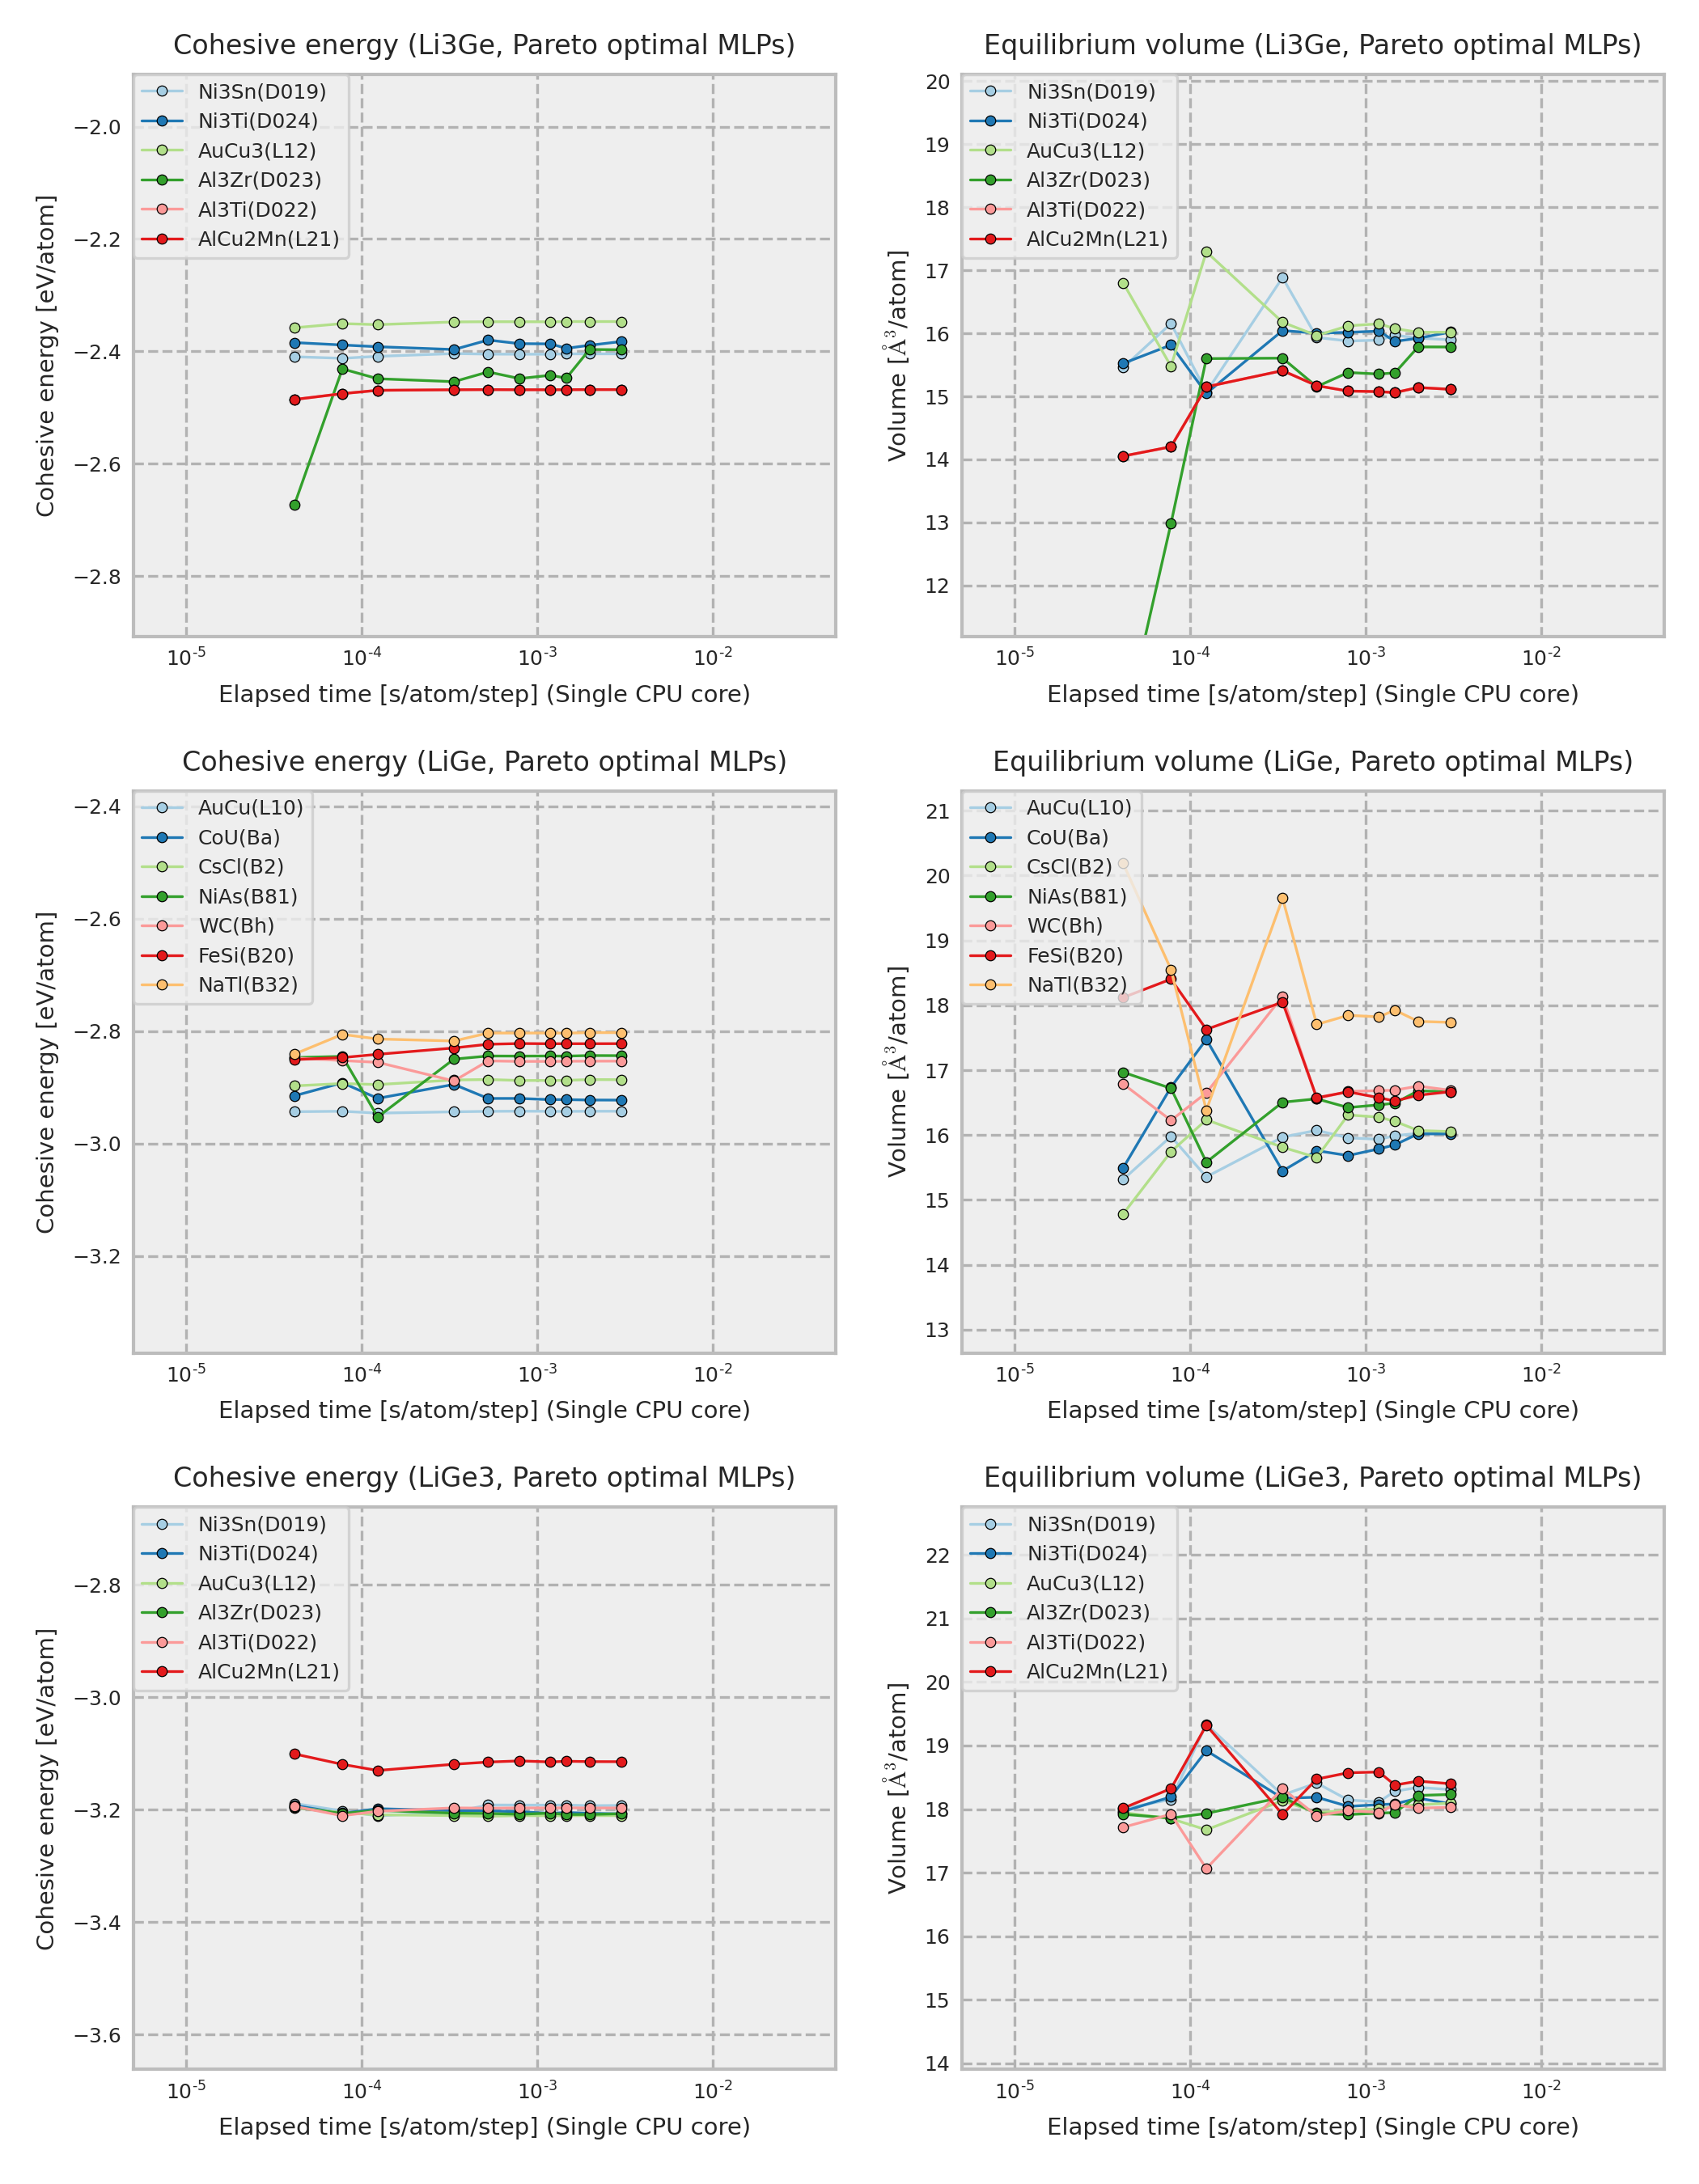 Cohesive energy (Li3Ge, Pareto optimal MLPs)
Ni3Sn(D019)
Ni3Ti(D024)
AuCu3(L12)
Al3Zr(D023)
Al3Ti(D022)
AlCu2Mn(L21)
−2.0
−2.2
−2.4
−2.6
−2.8
Cohesive energy [eV/atom]
10⁻⁵ 10⁻⁴ 10⁻³ 10⁻²
Elapsed time [s/atom/step] (Single CPU core)
Equilibrium volume (Li3Ge, Pareto optimal MLPs)
Ni3Sn(D019)
Ni3Ti(D024)
AuCu3(L12)
Al3Zr(D023)
Al3Ti(D022)
AlCu2Mn(L21)
20
19
18
17
16
15
14
13
12
Volume [Å³/atom]
10⁻⁵ 10⁻⁴ 10⁻³ 10⁻²
Elapsed time [s/atom/step] (Single CPU core)
Cohesive energy (LiGe, Pareto optimal MLPs)
AuCu(L10)
CoU(Ba)
CsCl(B2)
NiAs(B81)
WC(Bh)
FeSi(B20)
NaTl(B32)
−2.4
−2.6
−2.8
−3.0
−3.2
Cohesive energy [eV/atom]
10⁻⁵ 10⁻⁴ 10⁻³ 10⁻²
Elapsed time [s/atom/step] (Single CPU core)
Equilibrium volume (LiGe, Pareto optimal MLPs)
AuCu(L10)
CoU(Ba)
CsCl(B2)
NiAs(B81)
WC(Bh)
FeSi(B20)
NaTl(B32)
21
20
19
18
17
16
15
14
13
Volume [Å³/atom]
10⁻⁵ 10⁻⁴ 10⁻³ 10⁻²
Elapsed time [s/atom/step] (Single CPU core)
Cohesive energy (LiGe3, Pareto optimal MLPs)
Ni3Sn(D019)
Ni3Ti(D024)
AuCu3(L12)
Al3Zr(D023)
Al3Ti(D022)
AlCu2Mn(L21)
−2.8
−3.0
−3.2
−3.4
−3.6
Cohesive energy [eV/atom]
10⁻⁵ 10⁻⁴ 10⁻³ 10⁻²
Elapsed time [s/atom/step] (Single CPU core)
Equilibrium volume (LiGe3, Pareto optimal MLPs)
Ni3Sn(D019)
Ni3Ti(D024)
AuCu3(L12)
Al3Zr(D023)
Al3Ti(D022)
AlCu2Mn(L21)
22
21
20
19
18
17
16
15
14
Volume [Å³/atom]
10⁻⁵ 10⁻⁴ 10⁻³ 10⁻²
Elapsed time [s/atom/step] (Single CPU core)